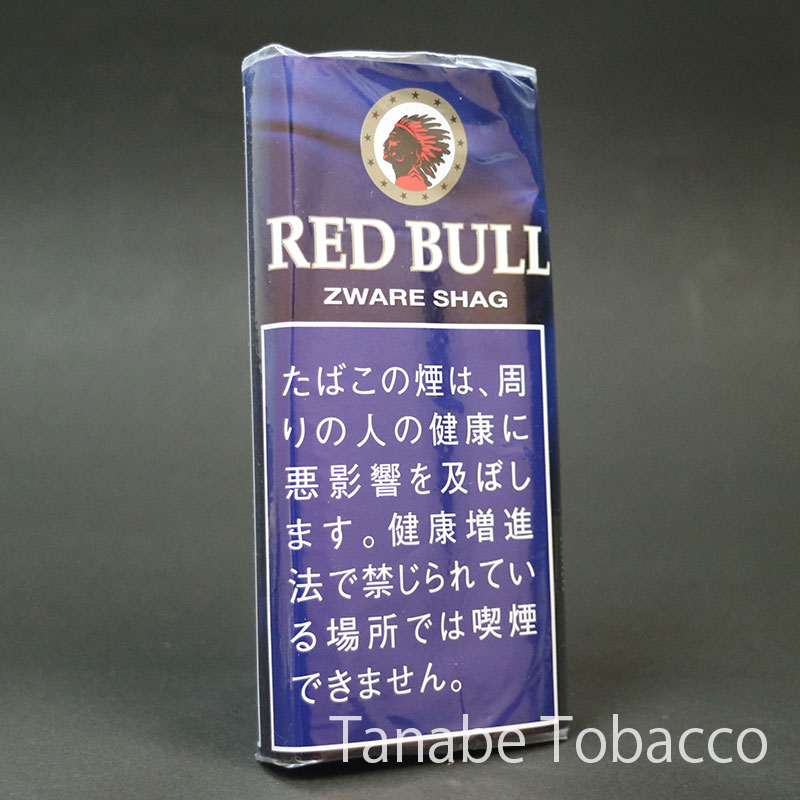 RED BULL
ZWARE SHAG
たばこの煙は、周
りの人の健康に
悪影響を及ぼし
ます。健康増進
法で禁じられてい
る場所では喫煙
できません。
Tanabe Tobacco